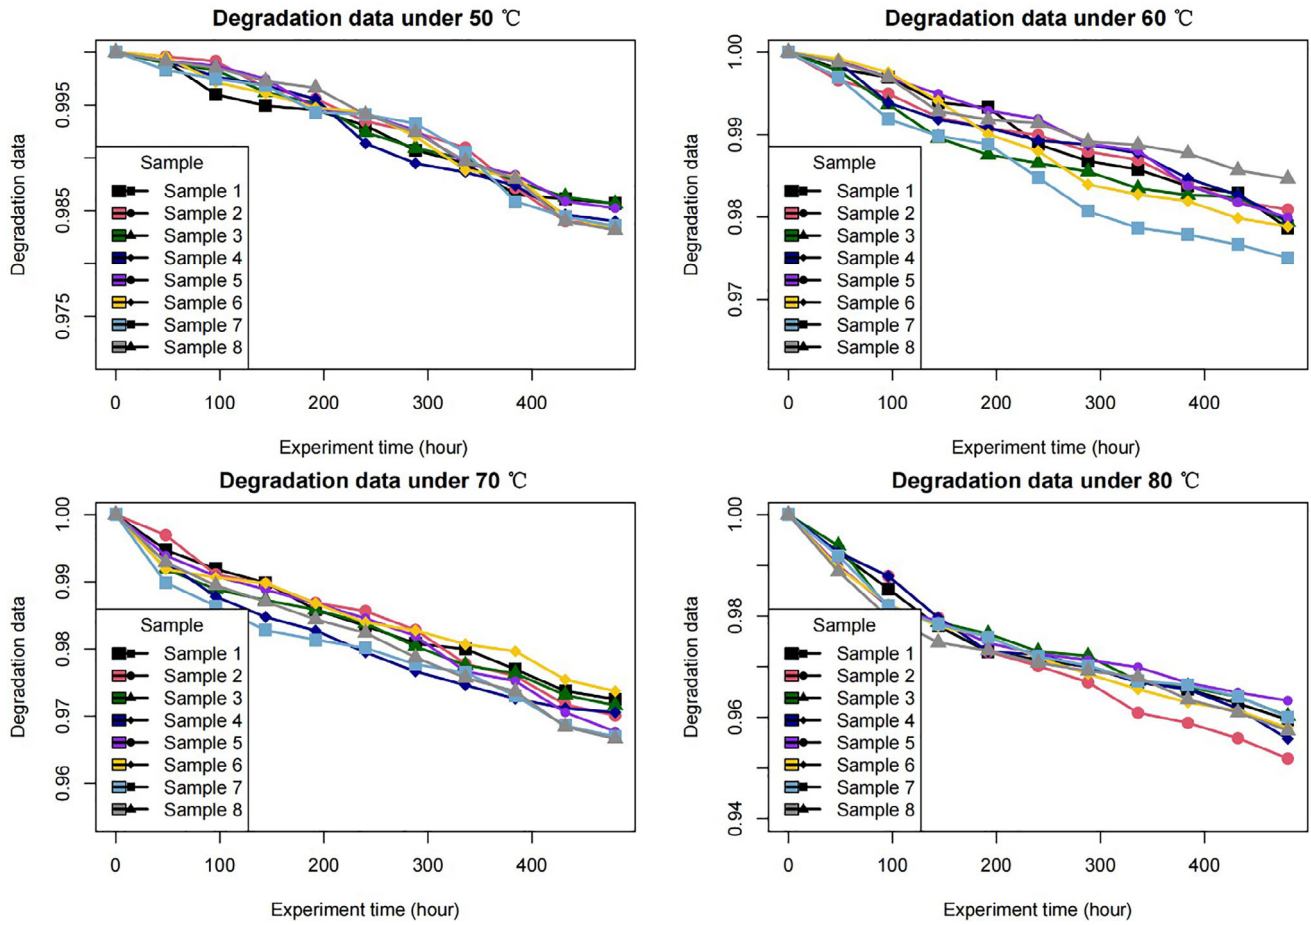 Degradation data under 50 ℃
0.995
0.985
0.975
Degradation data
Sample
Sample 1
Sample 2
Sample 3
Sample 4
Sample 5
Sample 6
Sample 7
Sample 8
0 100 200 300 400
Experiment time (hour)
Degradation data under 60 ℃
1.00
0.99
0.98
0.97
Degradation data
Sample
Sample 1
Sample 2
Sample 3
Sample 4
Sample 5
Sample 6
Sample 7
Sample 8
0 100 200 300 400
Experiment time (hour)
Degradation data under 70 ℃
1.00
0.99
0.98
0.97
0.96
Degradation data
Sample
Sample 1
Sample 2
Sample 3
Sample 4
Sample 5
Sample 6
Sample 7
Sample 8
0 100 200 300 400
Experiment time (hour)
Degradation data under 80 ℃
1.00
0.98
0.96
0.94
Degradation data
Sample
Sample 1
Sample 2
Sample 3
Sample 4
Sample 5
Sample 6
Sample 7
Sample 8
0 100 200 300 400
Experiment time (hour)